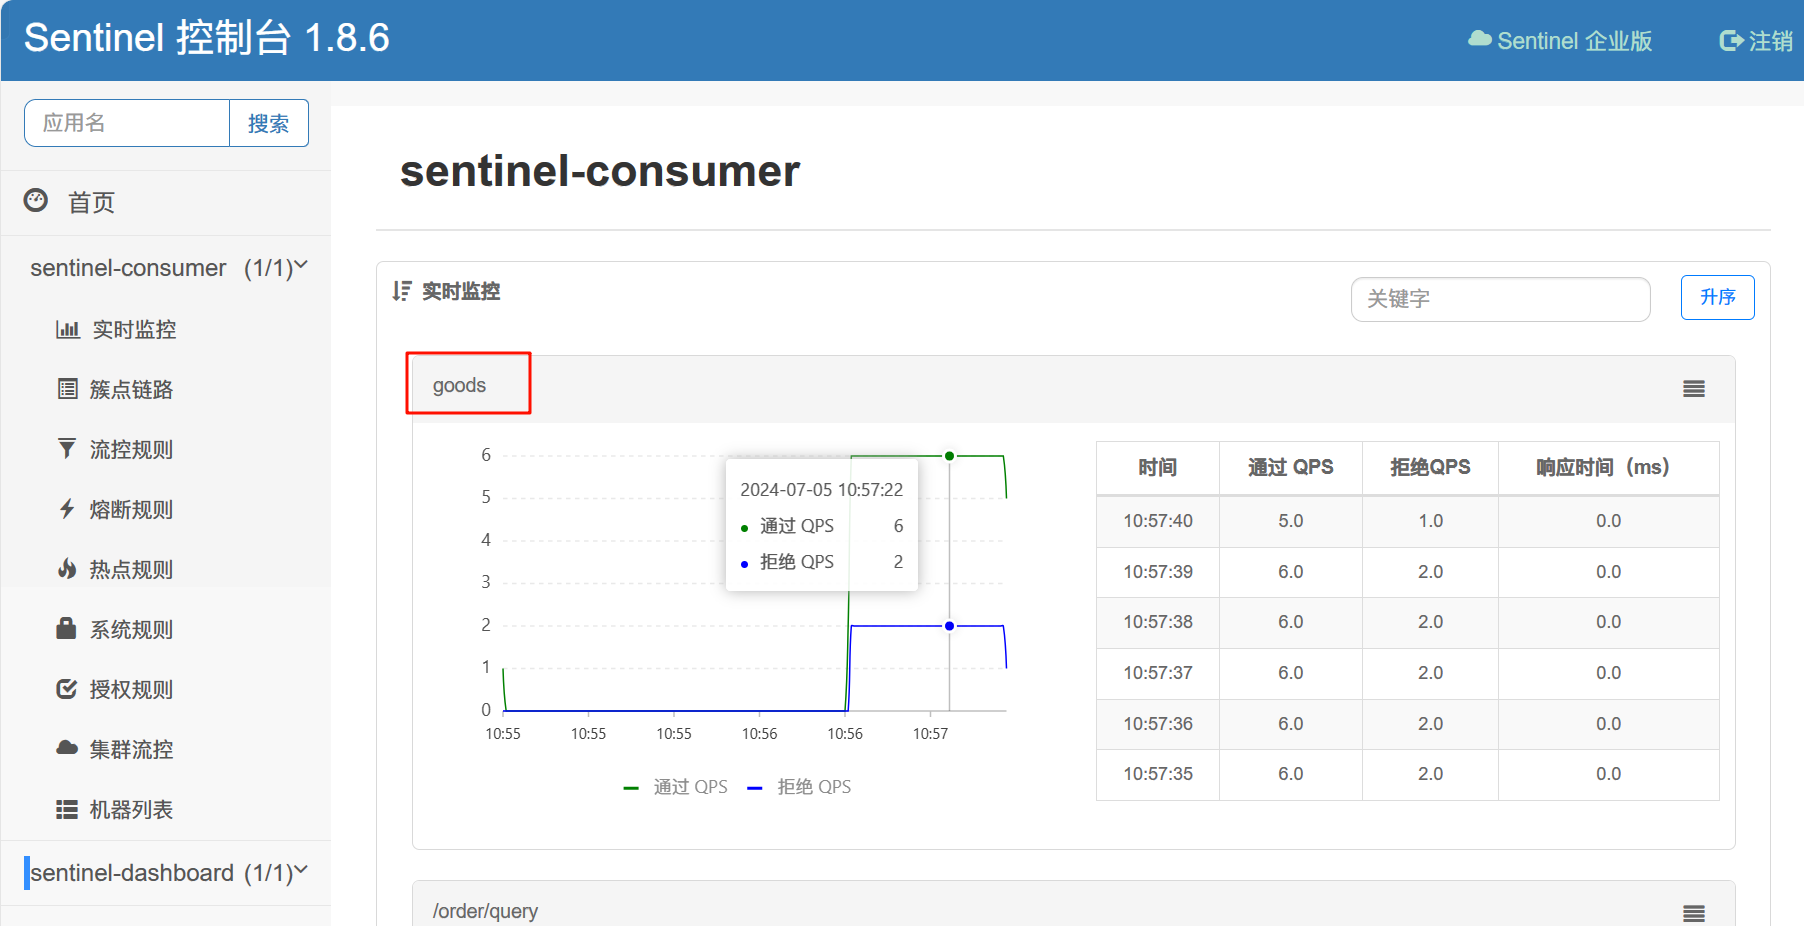 Sentinel 控制台 1.8.6
Sentinel 企业版
注销
应用名
搜索
首页
sentinel-consumer (1/1)
实时监控
簇点链路
流控规则
熔断规则
热点规则
系统规则
授权规则
集群流控
机器列表
sentinel-dashboard (1/1)
sentinel-consumer
实时监控
关键字
升序
goods
6
5
4
3
2
1
0
10:55 10:55 10:55 10:56 10:56 10:57
2024-07-05 10:57:22
通过 QPS 6
拒绝 QPS 2
通过 QPS 拒绝 QPS
时间 通过 QPS 拒绝QPS 响应时间（ms）
10:57:40 5.0 1.0 0.0
10:57:39 6.0 2.0 0.0
10:57:38 6.0 2.0 0.0
10:57:37 6.0 2.0 0.0
10:57:36 6.0 2.0 0.0
10:57:35 6.0 2.0 0.0
/order/query